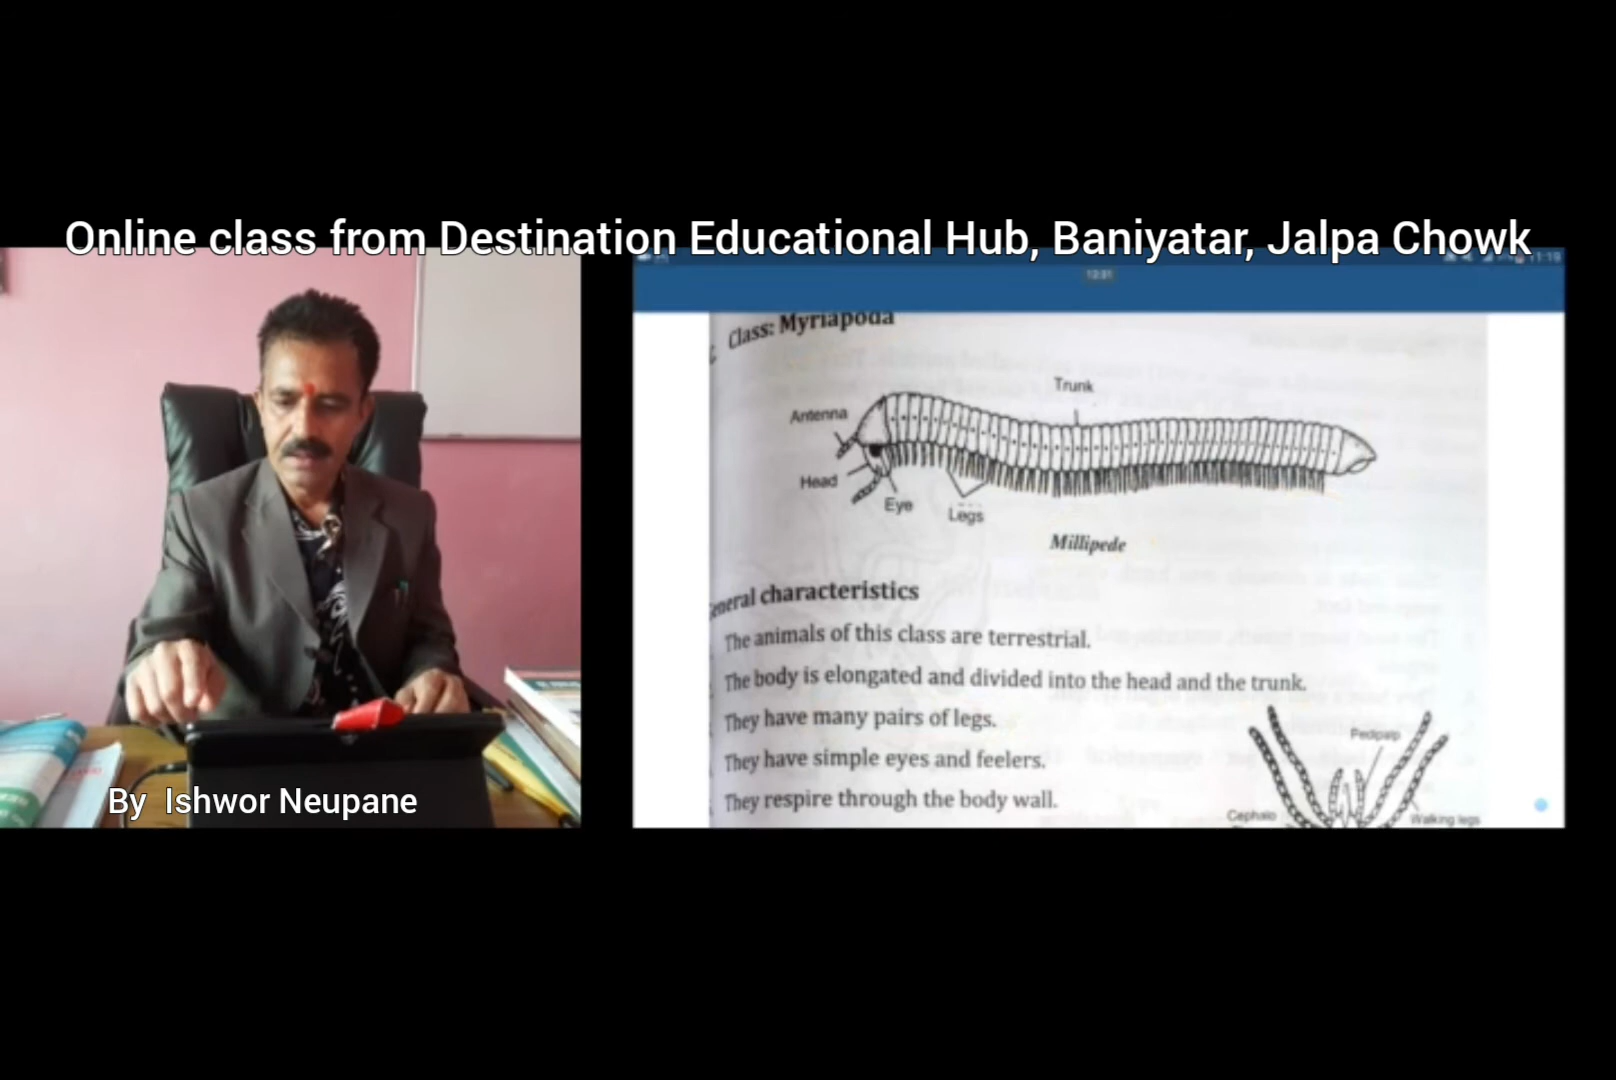 Online class from Destination Educational Hub, Baniyatar, Jalpa Chowk
11:19
Class: Myriapoda
Trunk
Antenna
Head
Eye
Legs
Millipede
General characteristics
The animals of this class are terrestrial.
The body is elongated and divided into the head and the trunk.
They have many pairs of legs.
They have simple eyes and feelers.
They respire through the body wall.
Pedipalp
Cephalo
Walking legs
By Ishwor Neupane